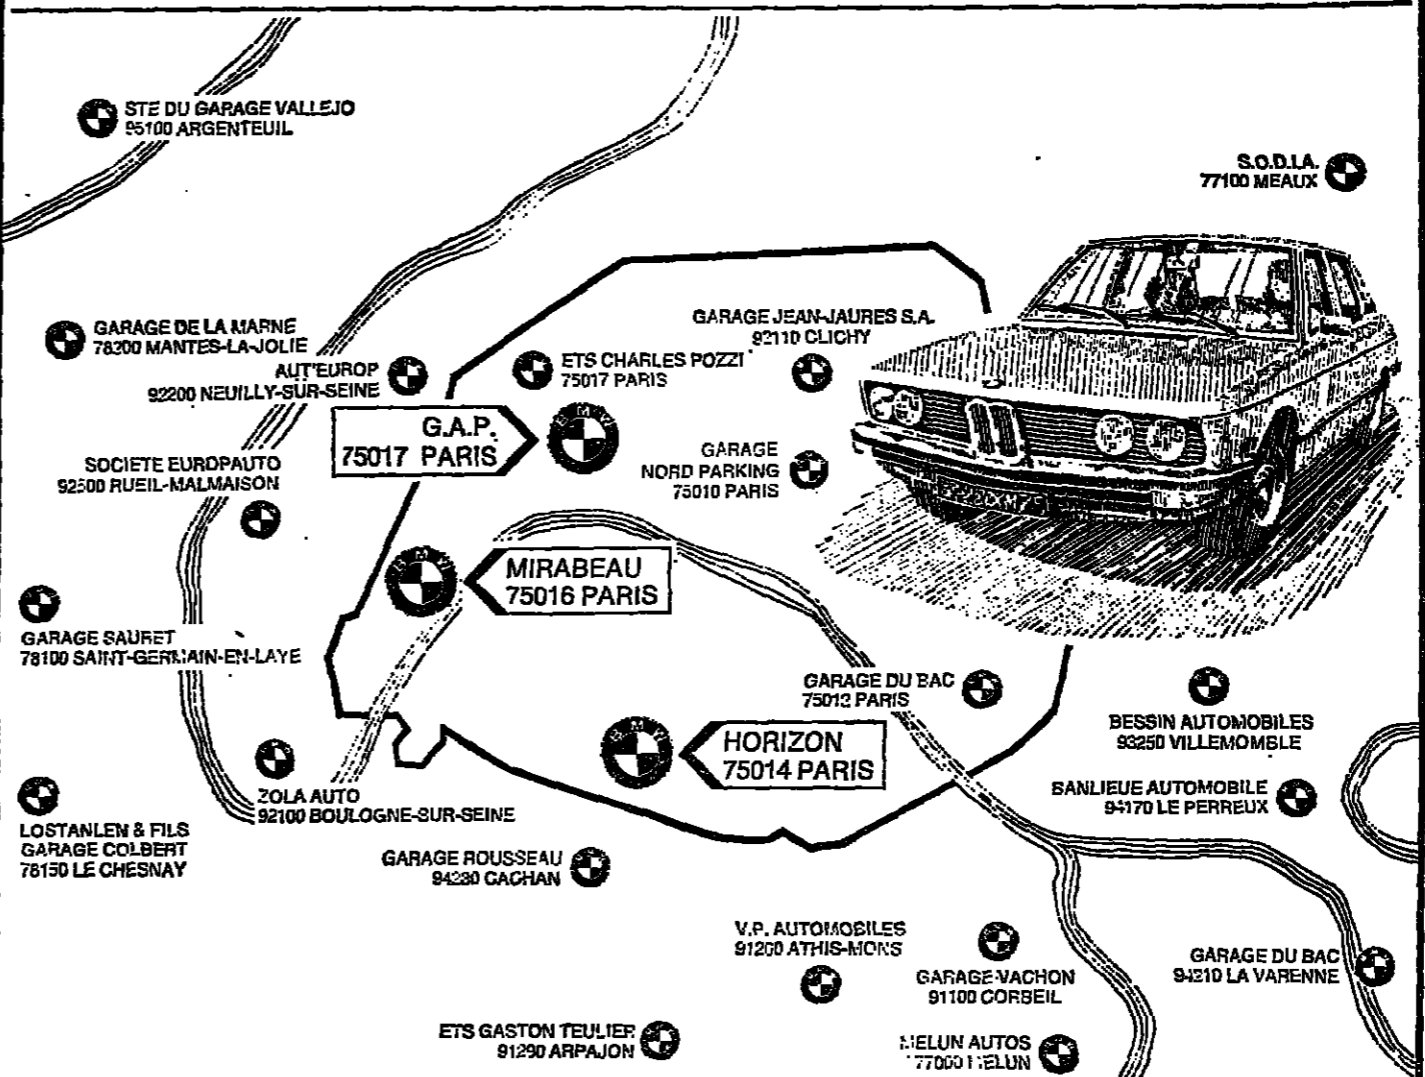 STE DU GARAGE VALLEJO
95100 ARGENTEUIL
S.O.D.I.A.
77100 MEAUX
GARAGE DE LA MARNE
78200 MANTES-LA-JOLIE
AUT'EUROP
92200 NEUILLY-SUR-SEINE
ETS CHARLES POZZI
75017 PARIS
GARAGE JEAN-JAURES S.A.
92110 CLICHY
G.A.P.
75017 PARIS
SOCIETE EUROPAUTO
92500 RUEIL-MALMAISON
GARAGE
NORD PARKING
75010 PARIS
MIRABEAU
75016 PARIS
GARAGE SAURET
78100 SAINT-GERMAIN-EN-LAYE
GARAGE DU BAC
75012 PARIS
BESSIN AUTOMOBILES
93250 VILLEMOMBLE
HORIZON
75014 PARIS
ZOLA AUTO
92100 BOULOGNE-SUR-SEINE
BANLIEUE AUTOMOBILE
94170 LE PERREUX
LOSTANLEN & FILS
GARAGE COLBERT
78150 LE CHESNAY
GARAGE ROUSSEAU
94230 CACHAN
V.P. AUTOMOBILES
91200 ATHIS-MONS
GARAGE-VACHON
91100 CORBEIL
GARAGE DU BAC
94210 LA VARENNE
ETS GASTON TEULIER
91290 ARPAJON
MELUN AUTOS
77000 MELUN